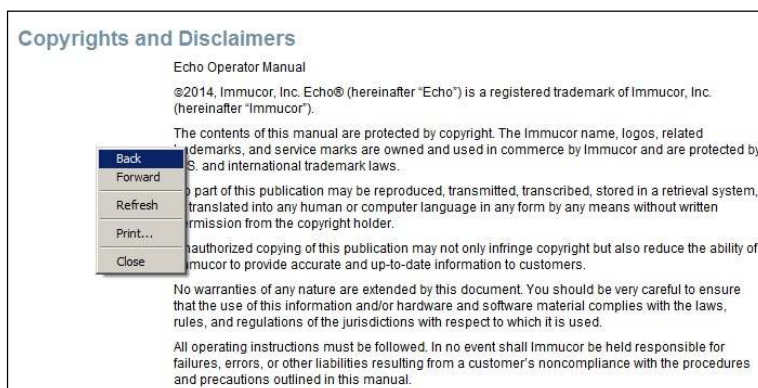 Copyrights and Disclaimers
Echo Operator Manual
©2014, Immucor, Inc. Echo® (hereinafter “Echo”) is a registered trademark of Immucor, Inc.
(hereinafter “Immucor”).
The contents of this manual are protected by copyright. The Immucor name, logos, related
demarks, and service marks are owned and used in commerce by Immucor and are protected by
S. and international trademark laws.
part of this publication may be reproduced, transmitted, transcribed, stored in a retrieval system,
translated into any human or computer language in any form by any means without written
rmission from the copyright holder.
nauthorized copying of this publication may not only infringe copyright but also reduce the ability of
mucor to provide accurate and up-to-date information to customers.
No warranties of any nature are extended by this document. You should be very careful to ensure
that the use of this information and/or hardware and software material complies with the laws,
rules, and regulations of the jurisdictions with respect to which it is used.
All operating instructions must be followed. In no event shall Immucor be held responsible for
failures, errors, or other liabilities resulting from a customer’s noncompliance with the procedures
and precautions outlined in this manual.
Back
Forward
Refresh
Print...
Close